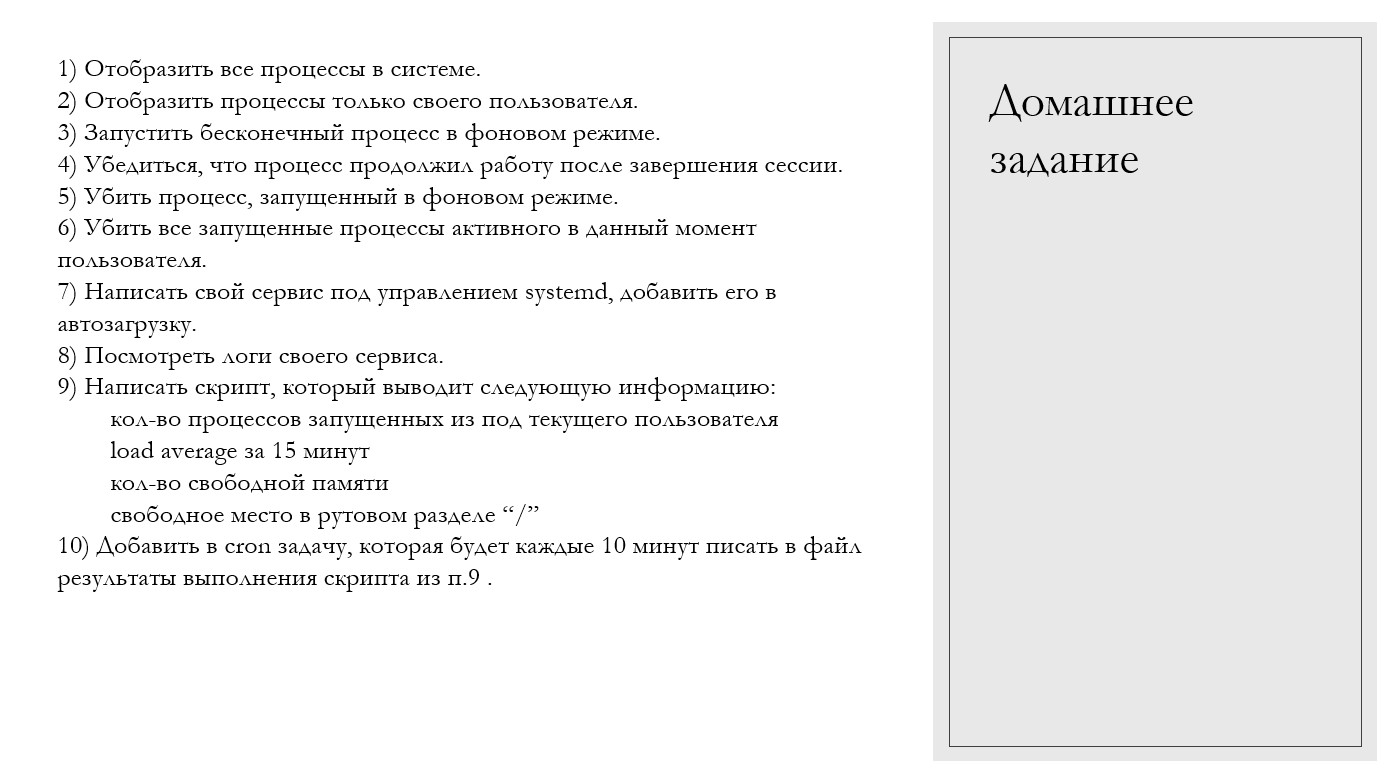 1) Отобразить все процессы в системе.
2) Отобразить процессы только своего пользователя.
3) Запустить бесконечный процесс в фоновом режиме.
4) Убедиться, что процесс продолжил работу после завершения сессии.
5) Убить процесс, запущенный в фоновом режиме.
6) Убить все запущенные процессы активного в данный момент
пользователя.
7) Написать свой сервис под управлением systemd, добавить его в
автозагрузку.
8) Посмотреть логи своего сервиса.
9) Написать скрипт, который выводит следующую информацию:
кол-во процессов запущенных из под текущего пользователя
load average за 15 минут
кол-во свободной памяти
свободное место в рутовом разделе “/”
10) Добавить в cron задачу, которая будет каждые 10 минут писать в файл
результаты выполнения скрипта из п.9 .
Домашнее
задание